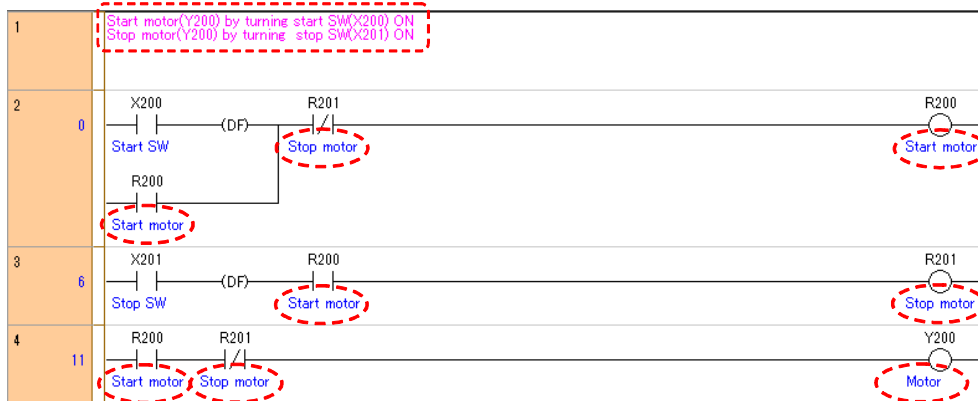 1
Start motor(Y200) by turning start SW(X200) ON
Stop motor(Y200) by turning stop SW(X201) ON
2
X200 R201 R200
0 (DF)
Start SW Stop motor Start motor
R200
Start motor
3
X201 R200 R201
6 (DF)
Stop SW Start motor Stop motor
4
R200 R201 Y200
11
Start motor Stop motor Motor